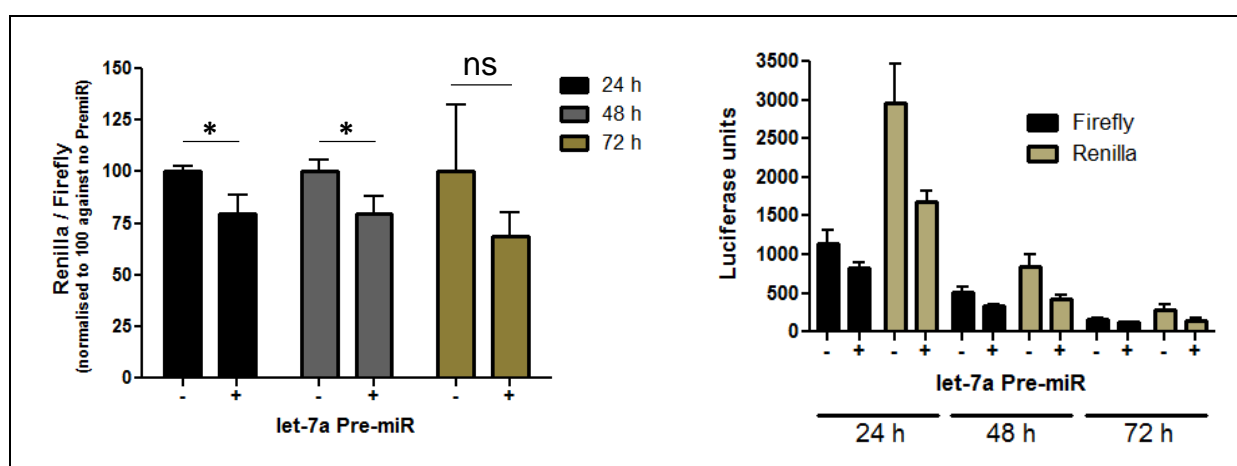 Renilla / Firefly
(normalised to 100 against no PremiR)
150
125
100
75
50
25
0
*
*
ns
24 h
48 h
72 h
- + - + - +
let-7a Pre-miR
Luciferase units
3500
3000
2500
2000
1500
1000
500
0
Firefly
Renilla
- + - + - + - + - + - +
let-7a Pre-miR
24 h 48 h 72 h